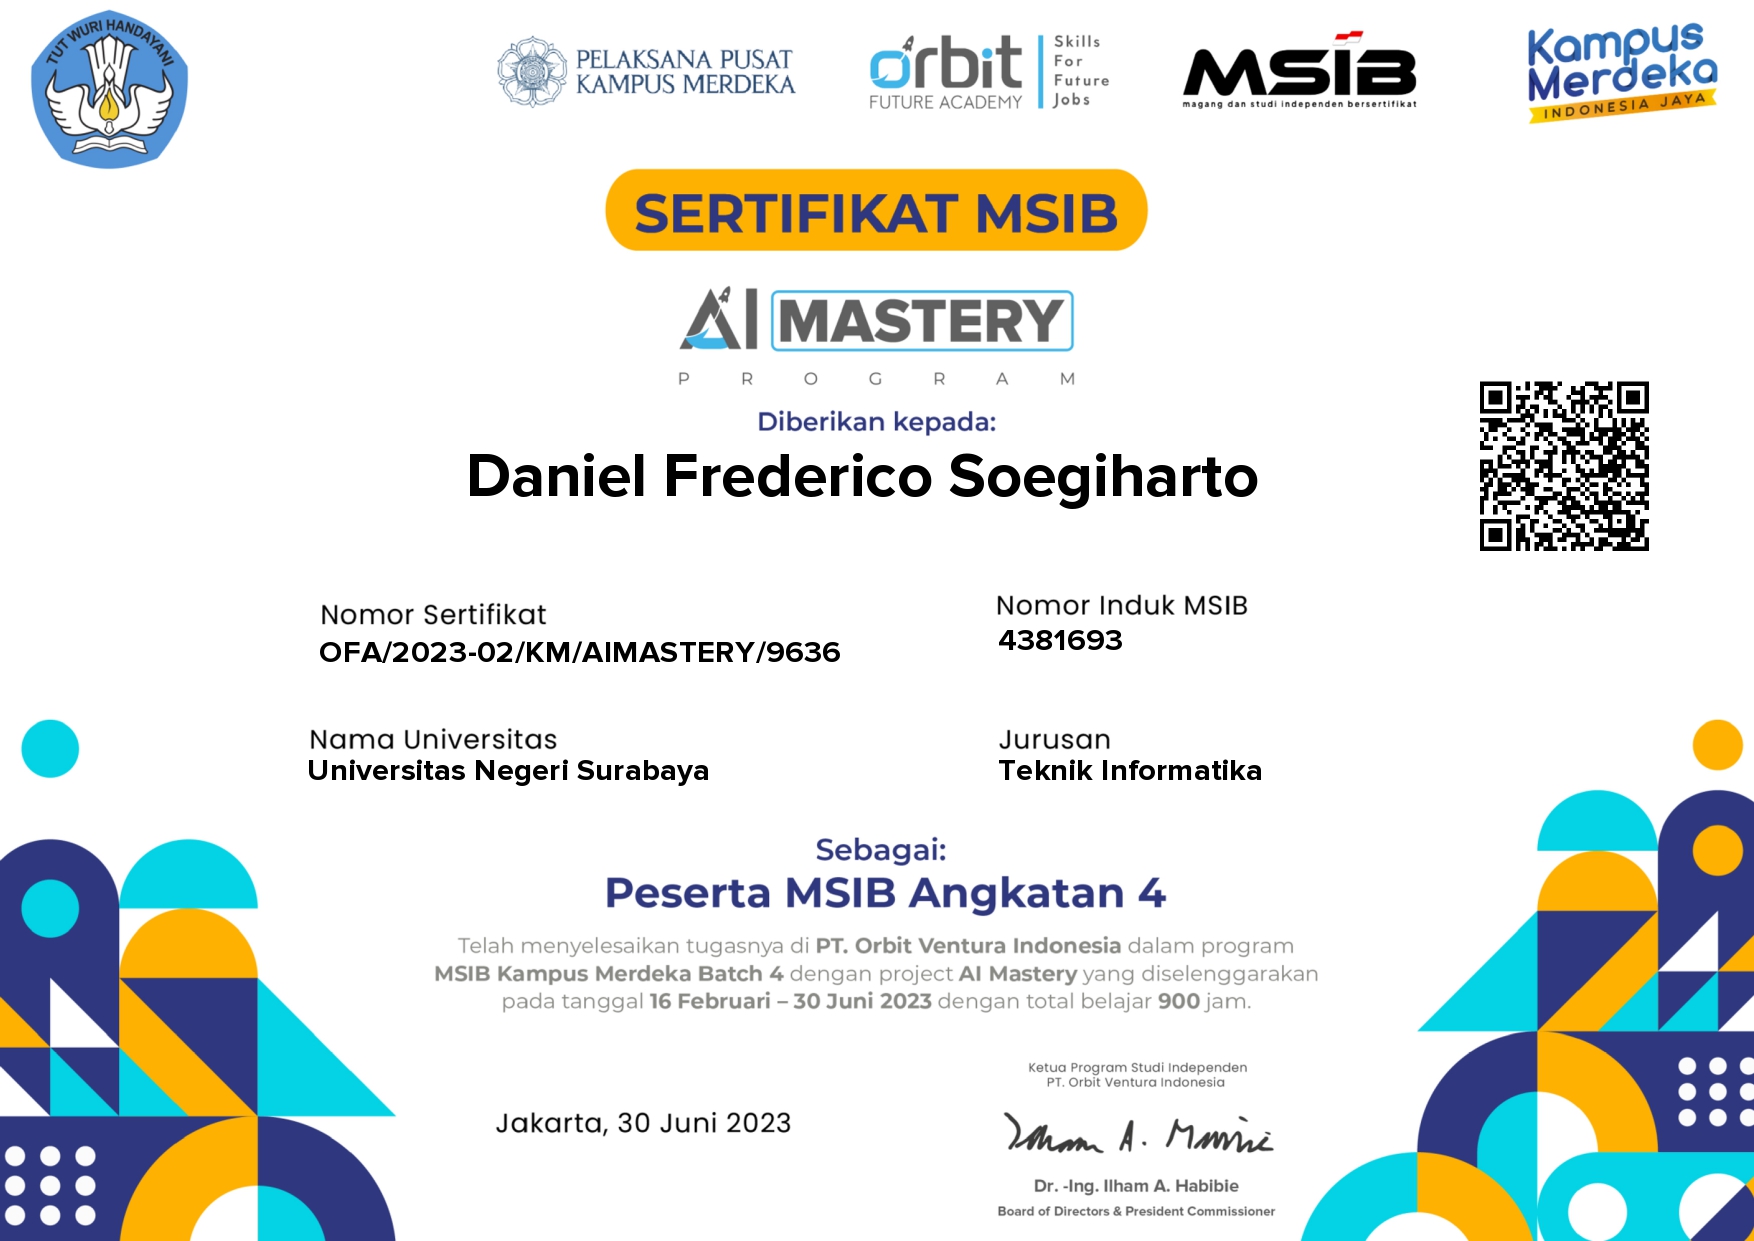 TUT WURI HANDAYANI
PELAKSANA PUSAT
KAMPUS MERDEKA
orbit
FUTURE ACADEMY
Skills
For
Future
Jobs
MSIB
magang dan studi independen bersertifikat
Kampus
Merdeka
INDONESIA JAYA
SERTIFIKAT MSIB
AI MASTERY
PROGRAM
Diberikan kepada:
Daniel Frederico Soegiharto
Nomor Sertifikat
OFA/2023-02/KM/AIMASTERY/9636
Nomor Induk MSIB
4381693
Nama Universitas
Universitas Negeri Surabaya
Jurusan
Teknik Informatika
Sebagai:
Peserta MSIB Angkatan 4
Telah menyelesaikan tugasnya di PT. Orbit Ventura Indonesia dalam program
MSIB Kampus Merdeka Batch 4 dengan project AI Mastery yang diselenggarakan
pada tanggal 16 Februari – 30 Juni 2023 dengan total belajar 900 jam.
Jakarta, 30 Juni 2023
Ketua Program Studi Independen
PT. Orbit Ventura Indonesia
Dr. -Ing. Ilham A. Habibie
Board of Directors & President Commissioner